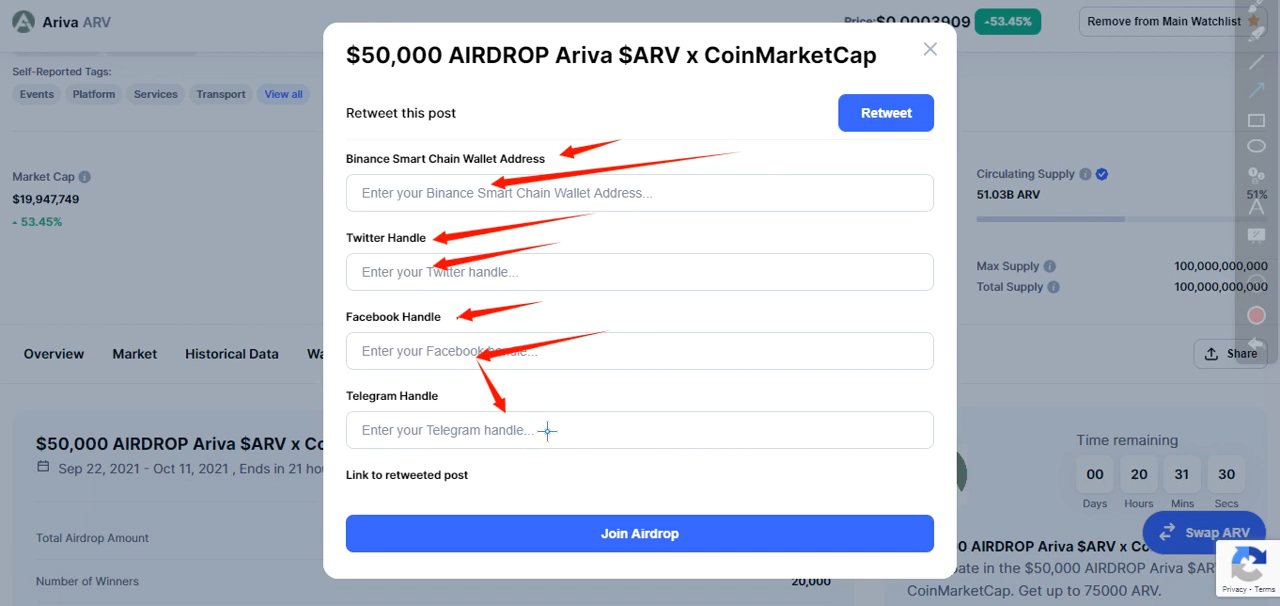 Ariva ARV
Price: $0.0003909
53.45%
Remove from Main Watchlist
Self-Reported Tags:
Events
Platform
Services
Transport
View all
Market Cap
$19,947,749
53.45%
Circulating Supply
51.03B ARV
51%
Max Supply
100,000,000,000
Total Supply
100,000,000,000
Overview
Market
Historical Data
Share
$50,000 AIRDROP Ariva $ARV x CoinMarketCap
Retweet this post
Retweet
Binance Smart Chain Wallet Address
Enter your Binance Smart Chain Wallet Address...
Twitter Handle
Enter your Twitter handle...
Facebook Handle
Enter your Facebook handle...
Telegram Handle
Enter your Telegram handle...
Link to retweeted post
Join Airdrop
$50,000 AIRDROP Ariva $ARV x Co
Sep 22, 2021 - Oct 11, 2021 , Ends in 21 hou
Total Airdrop Amount
Number of Winners
20,000
Time remaining
00
20
31
30
Days
Hours
Mins
Secs
Swap ARV
0 AIRDROP Ariva $ARV x Co
pate in the $50,000 AIRDROP Ariva $AR
CoinMarketCap. Get up to 75000 ARV.
Privacy - Terms